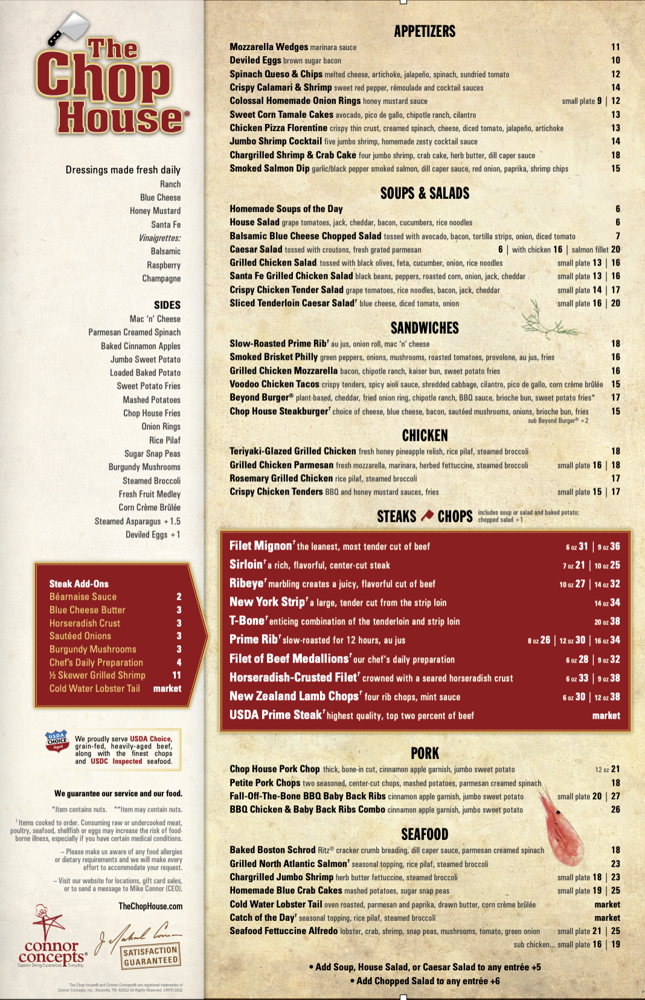 The
Chop
House®
Dressings made fresh daily
Ranch
Blue Cheese
Honey Mustard
Santa Fe
Vinaigrettes:
Balsamic
Raspberry
Champagne
SIDES
Mac ‘n’ Cheese
Parmesan Creamed Spinach
Baked Cinnamon Apples
Jumbo Sweet Potato
Loaded Baked Potato
Sweet Potato Fries
Mashed Potatoes
Chop House Fries
Onion Rings
Rice Pilaf
Sugar Snap Peas
Burgundy Mushrooms
Steamed Broccoli
Fresh Fruit Medley
Corn Crème Brûlée
Steamed Asparagus +1.5
Deviled Eggs +1
Steak Add-Ons
Béarnaise Sauce 2
Blue Cheese Butter 3
Horseradish Crust 3
Sautéed Onions 3
Burgundy Mushrooms 3
Chef’s Daily Preparation 4
½ Skewer Grilled Shrimp 11
Cold Water Lobster Tail market
U.S.D.A.
CHOICE
Aged
We proudly serve USDA Choice,
grain-fed, heavily-aged beef,
along with the finest chops
and USDC Inspected seafood.
We guarantee our service and our food.
*Item contains nuts. **Item may contain nuts.
† Items cooked to order. Consuming raw or undercooked meat,
poultry, seafood, shellfish or eggs may increase the risk of food-
borne illness, especially if you have certain medical conditions.
– Please make us aware of any food allergies
or dietary requirements and we will make every
effort to accommodate your request.
– Visit our website for locations, gift card sales,
or to send a message to Mike Connor (CEO).
TheChopHouse.com
connor
concepts®
Superior Dining Experiences. Everyday.
SATISFACTION
GUARANTEED
The Chop House® and Connor Concepts® are registered trademarks of
Connor Concepts, Inc., Knoxville, TN. ©2022 All Rights Reserved. CRP012022
APPETIZERS
Mozzarella Wedges marinara sauce 11
Deviled Eggs brown sugar bacon 10
Spinach Queso & Chips melted cheese, artichoke, jalapeño, spinach, sundried tomato 12
Crispy Calamari & Shrimp sweet red pepper, rémoulade and cocktail sauces 14
Colossal Homemade Onion Rings honey mustard sauce small plate 9 | 12
Sweet Corn Tamale Cakes avocado, pico de gallo, chipotle ranch, cilantro 13
Chicken Pizza Florentine crispy thin crust, creamed spinach, cheese, diced tomato, jalapeño, artichoke 13
Jumbo Shrimp Cocktail five jumbo shrimp, homemade zesty cocktail sauce 14
Chargrilled Shrimp & Crab Cake four jumbo shrimp, crab cake, herb butter, dill caper sauce 18
Smoked Salmon Dip garlic/black pepper smoked salmon, dill caper sauce, red onion, paprika, shrimp chips 15
SOUPS & SALADS
Homemade Soups of the Day 6
House Salad grape tomatoes, jack, cheddar, bacon, cucumbers, rice noodles 6
Balsamic Blue Cheese Chopped Salad tossed with avocado, bacon, tortilla strips, onion, diced tomato 7
Caesar Salad tossed with croutons, fresh grated parmesan 6 | with chicken 16 | salmon fillet 20
Grilled Chicken Salad tossed with black olives, feta, cucumber, onion, rice noodles small plate 13 | 16
Santa Fe Grilled Chicken Salad black beans, peppers, roasted corn, onion, jack, cheddar small plate 13 | 16
Crispy Chicken Tender Salad grape tomatoes, rice noodles, bacon, jack, cheddar small plate 14 | 17
Sliced Tenderloin Caesar Salad† blue cheese, diced tomato, onion small plate 16 | 20
SANDWICHES
Slow-Roasted Prime Rib† au jus, onion roll, mac ‘n’ cheese 18
Smoked Brisket Philly green peppers, onions, mushrooms, roasted tomatoes, provolone, au jus, fries 16
Grilled Chicken Mozzarella bacon, chipotle ranch, kaiser bun, sweet potato fries 16
Voodoo Chicken Tacos crispy tenders, spicy aioli sauce, shredded cabbage, cilantro, pico de gallo, corn crème brûlée 15
Beyond Burger® plant-based, cheddar, fried onion ring, chipotle ranch, BBQ sauce, brioche bun, sweet potato fries* 17
Chop House Steakburger† choice of cheese, blue cheese, bacon, sautéed mushrooms, onions, brioche bun, fries 15
sub Beyond Burger® +2
CHICKEN
Teriyaki-Glazed Grilled Chicken fresh honey pineapple relish, rice pilaf, steamed broccoli 18
Grilled Chicken Parmesan fresh mozzarella, marinara, herbed fettuccine, steamed broccoli small plate 16 | 18
Rosemary Grilled Chicken rice pilaf, steamed broccoli 17
Crispy Chicken Tenders BBQ and honey mustard sauces, fries small plate 15 | 17
STEAKS CHOPS includes soup or salad and baked potato;
chopped salad +1
Filet Mignon† the leanest, most tender cut of beef 6 oz 31 | 9 oz 36
Sirloin† a rich, flavorful, center-cut steak 7 oz 21 | 10 oz 25
Ribeye† marbling creates a juicy, flavorful cut of beef 10 oz 27 | 14 oz 32
New York Strip† a large, tender cut from the strip loin 14 oz 34
T-Bone† enticing combination of the tenderloin and strip loin 20 oz 38
Prime Rib† slow-roasted for 12 hours, au jus 8 oz 26 | 12 oz 30 | 16 oz 34
Filet of Beef Medallions† our chef’s daily preparation 6 oz 28 | 9 oz 32
Horseradish-Crusted Filet† crowned with a seared horseradish crust 6 oz 33 | 9 oz 38
New Zealand Lamb Chops† four rib chops, mint sauce 6 oz 30 | 12 oz 38
USDA Prime Steak† highest quality, top two percent of beef market
PORK
Chop House Pork Chop thick, bone-in cut, cinnamon apple garnish, jumbo sweet potato 12 oz 21
Petite Pork Chops two seasoned, center-cut chops, mashed potatoes, parmesan creamed spinach 18
Fall-Off-The-Bone BBQ Baby Back Ribs cinnamon apple garnish, jumbo sweet potato small plate 20 | 27
BBQ Chicken & Baby Back Ribs Combo cinnamon apple garnish, jumbo sweet potato 26
SEAFOOD
Baked Boston Schrod Ritz® cracker crumb breading, dill caper sauce, parmesan creamed spinach 18
Grilled North Atlantic Salmon† seasonal topping, rice pilaf, steamed broccoli 23
Chargrilled Jumbo Shrimp herb butter fettuccine, steamed broccoli small plate 18 | 23
Homemade Blue Crab Cakes mashed potatoes, sugar snap peas small plate 19 | 25
Cold Water Lobster Tail oven roasted, parmesan and paprika, drawn butter, corn crème brûlée market
Catch of the Day† seasonal topping, rice pilaf, steamed broccoli market
Seafood Fettuccine Alfredo lobster, crab, shrimp, snap peas, mushrooms, tomato, green onion small plate 21 | 25
sub chicken... small plate 16 | 19
• Add Soup, House Salad, or Caesar Salad to any entrée +5
• Add Chopped Salad to any entrée +6